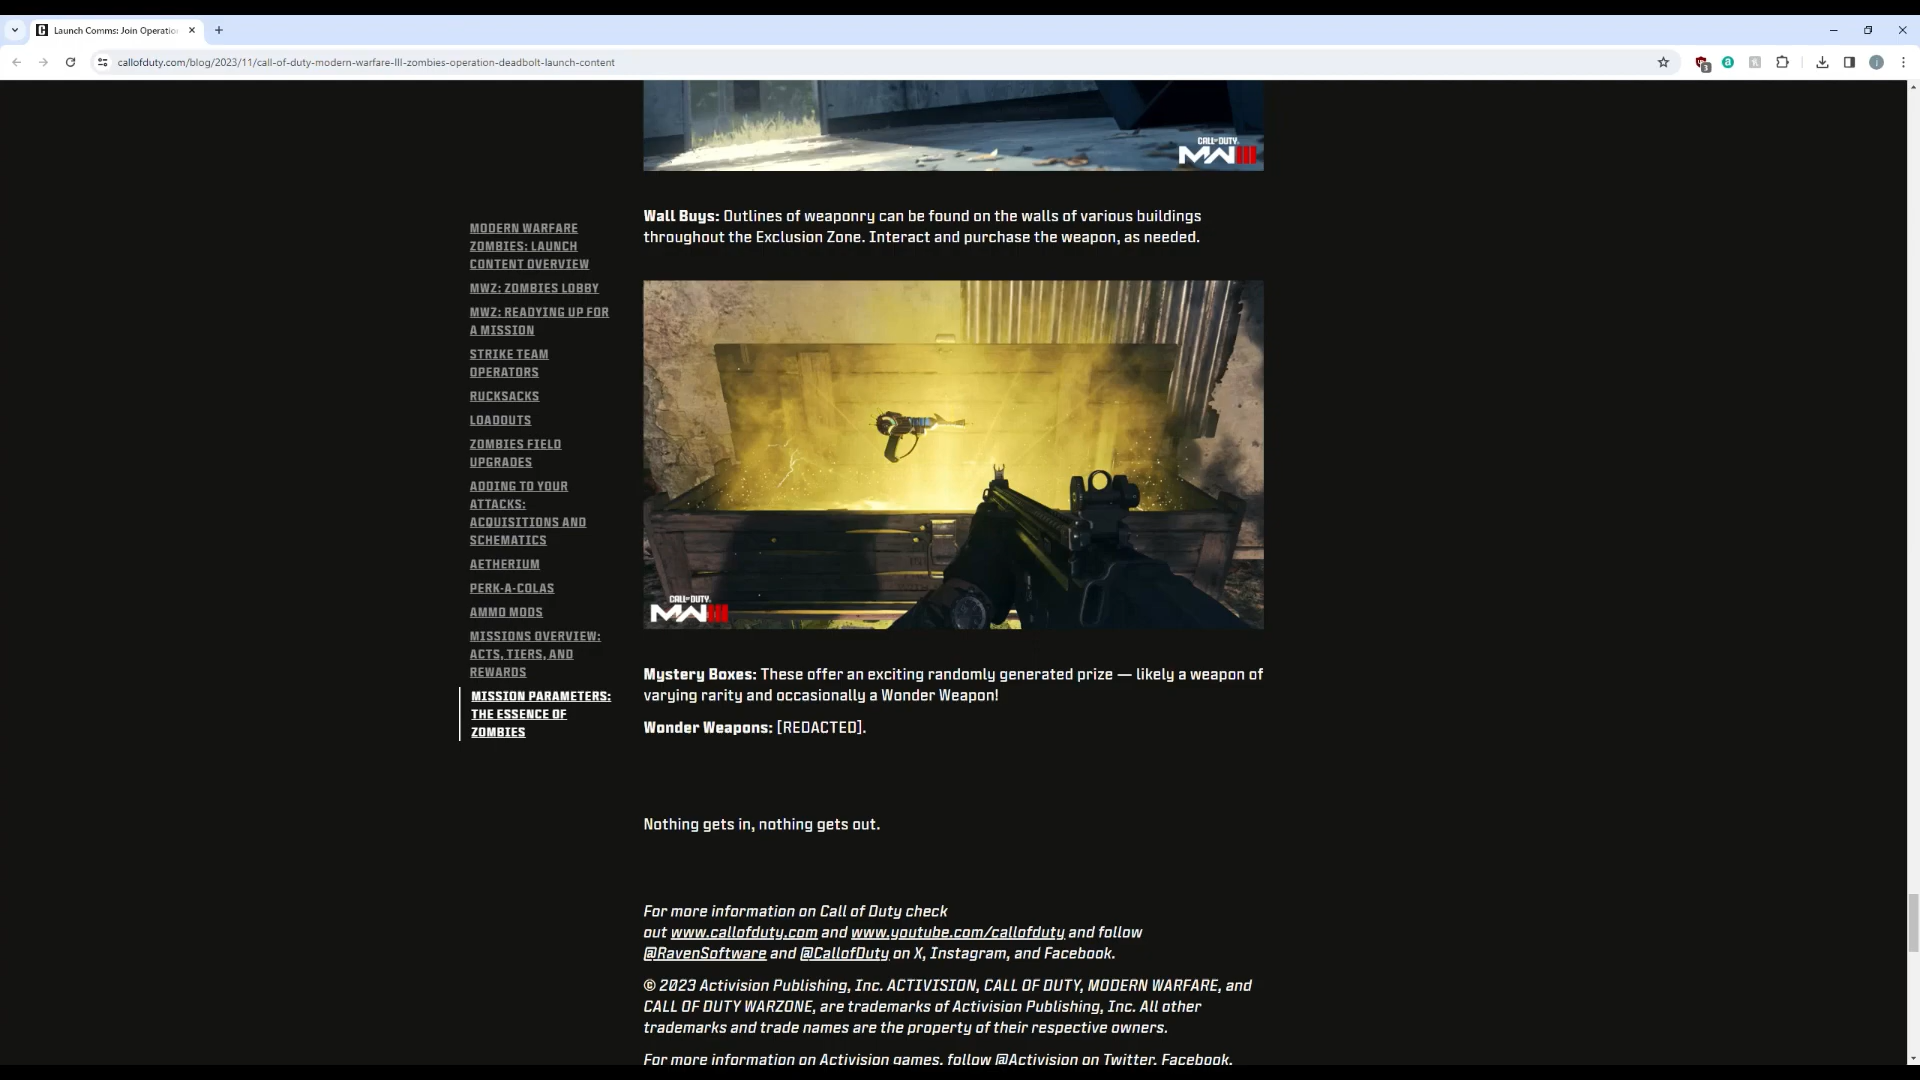 Launch Comms: Join Operatio
callofduty.com/blog/2023/11/call-of-duty-modern-warfare-III-zombies-operation-deadbolt-launch-content
3
a
i
CALL OF DUTY
MWIII
MODERN WARFARE
ZOMBIES: LAUNCH
CONTENT OVERVIEW
MWZ: ZOMBIES LOBBY
MWZ: READYING UP FOR
A MISSION
STRIKE TEAM
OPERATORS
RUCKSACKS
LOADOUTS
ZOMBIES FIELD
UPGRADES
ADDING TO YOUR
ATTACKS:
ACQUISITIONS AND
SCHEMATICS
AETHERIUM
PERK-A-COLAS
AMMO MODS
MISSIONS OVERVIEW:
ACTS, TIERS, AND
REWARDS
MISSION PARAMETERS:
THE ESSENCE OF
ZOMBIES
Wall Buys: Outlines of weaponry can be found on the walls of various buildings
throughout the Exclusion Zone. Interact and purchase the weapon, as needed.
CALL OF DUTY
MWIII
Mystery Boxes: These offer an exciting randomly generated prize — likely a weapon of
varying rarity and occasionally a Wonder Weapon!
Wonder Weapons: [REDACTED].
Nothing gets in, nothing gets out.
For more information on Call of Duty check
out www.callofduty.com and www.youtube.com/callofduty and follow
@RavenSoftware and @CallofDuty on X, Instagram, and Facebook.
© 2023 Activision Publishing, Inc. ACTIVISION, CALL OF DUTY, MODERN WARFARE, and
CALL OF DUTY WARZONE, are trademarks of Activision Publishing, Inc. All other
trademarks and trade names are the property of their respective owners.
For more information on Activision games, follow @Activision on Twitter, Facebook,